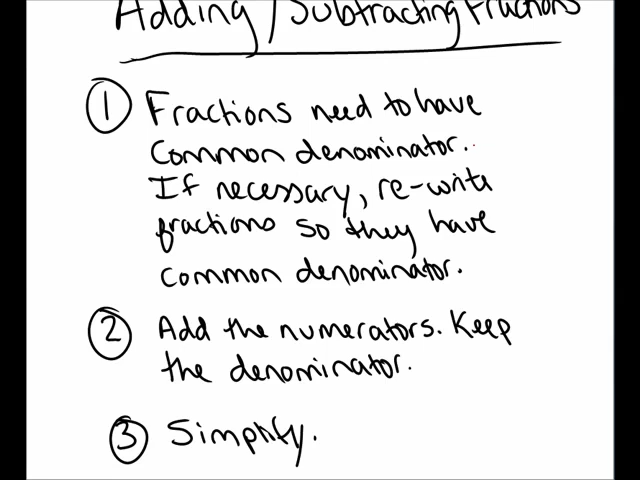 Adding/Subtracting Fractions
1 Fractions need to have
common denominator.
If necessary, re-write
fractions so they have
common denominator.
2 Add the numerators. Keep
the denominator.
3 Simplify.